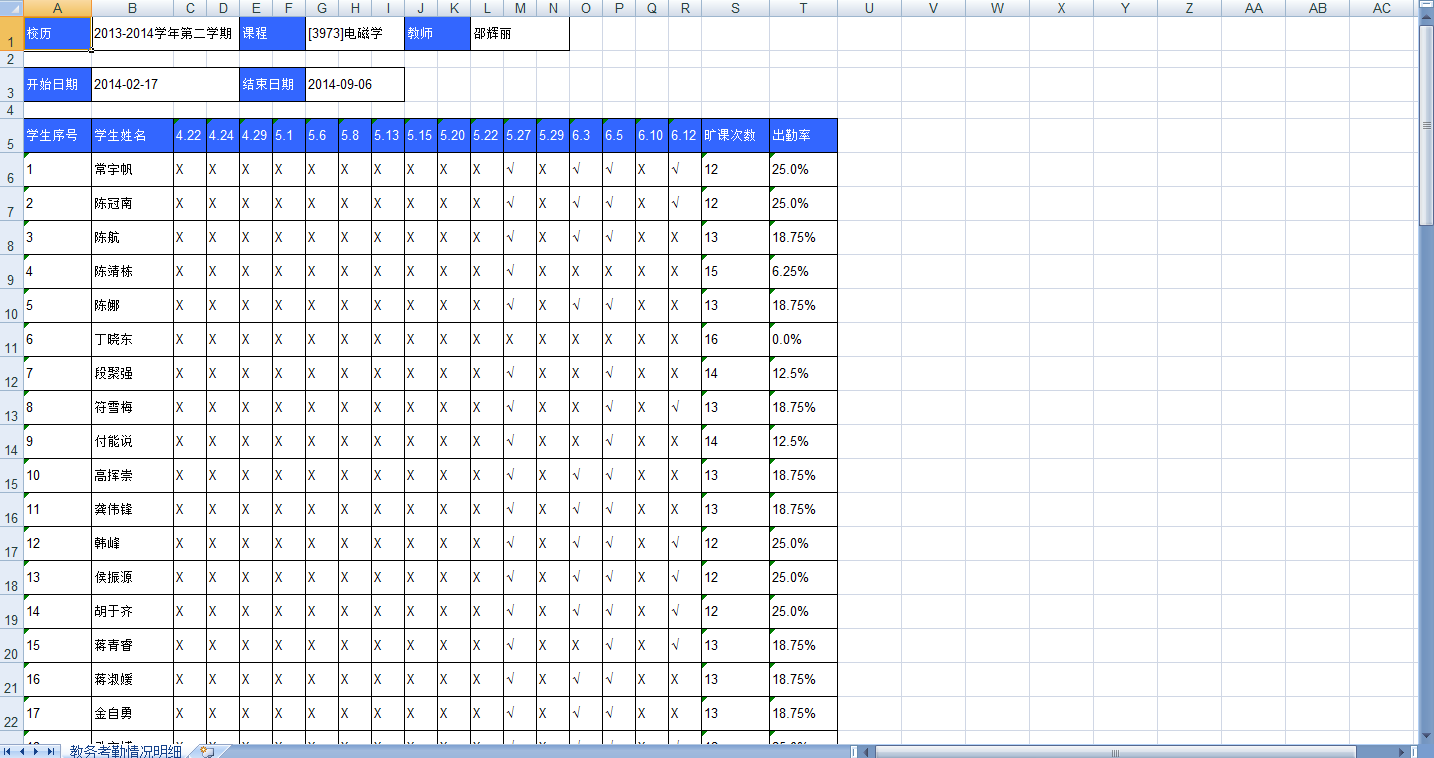 A B C D E F G H I J K L M N O P Q R S T U V W X Y Z AA AB AC
1 校历 2013-2014学年第二学期 课程 [3973]电磁学 教师 邵辉丽
2
3 开始日期 2014-02-17 结束日期 2014-09-06
4
5 学生序号 学生姓名 4.22 4.24 4.29 5.1 5.6 5.8 5.13 5.15 5.20 5.22 5.27 5.29 6.3 6.5 6.10 6.12 旷课次数 出勤率
6 1 常宇帆 X X X X X X X X X X √ X √ √ X √ 12 25.0%
7 2 陈冠南 X X X X X X X X X X √ X √ √ X √ 12 25.0%
8 3 陈航 X X X X X X X X X X √ X √ √ X X 13 18.75%
9 4 陈靖栋 X X X X X X X X X X √ X X X X X 15 6.25%
10 5 陈娜 X X X X X X X X X X √ X √ √ X X 13 18.75%
11 6 丁晓东 X X X X X X X X X X X X X X X X 16 0.0%
12 7 段聚强 X X X X X X X X X X √ X X √ X X 14 12.5%
13 8 符雪梅 X X X X X X X X X X √ X X √ X √ 13 18.75%
14 9 付能说 X X X X X X X X X X √ X X √ X X 14 12.5%
15 10 高挥崇 X X X X X X X X X X √ X √ √ X X 13 18.75%
16 11 龚伟锋 X X X X X X X X X X √ X √ √ X X 13 18.75%
17 12 韩峰 X X X X X X X X X X √ X √ √ X √ 12 25.0%
18 13 侯振源 X X X X X X X X X X √ X √ √ X √ 12 25.0%
19 14 胡于齐 X X X X X X X X X X √ X √ √ X √ 12 25.0%
20 15 蒋青睿 X X X X X X X X X X √ X X √ X √ 13 18.75%
21 16 蒋淑媛 X X X X X X X X X X √ X √ √ X X 13 18.75%
22 17 金自勇 X X X X X X X X X X √ X √ √ X X 13 18.75%
教务考勤情况明细